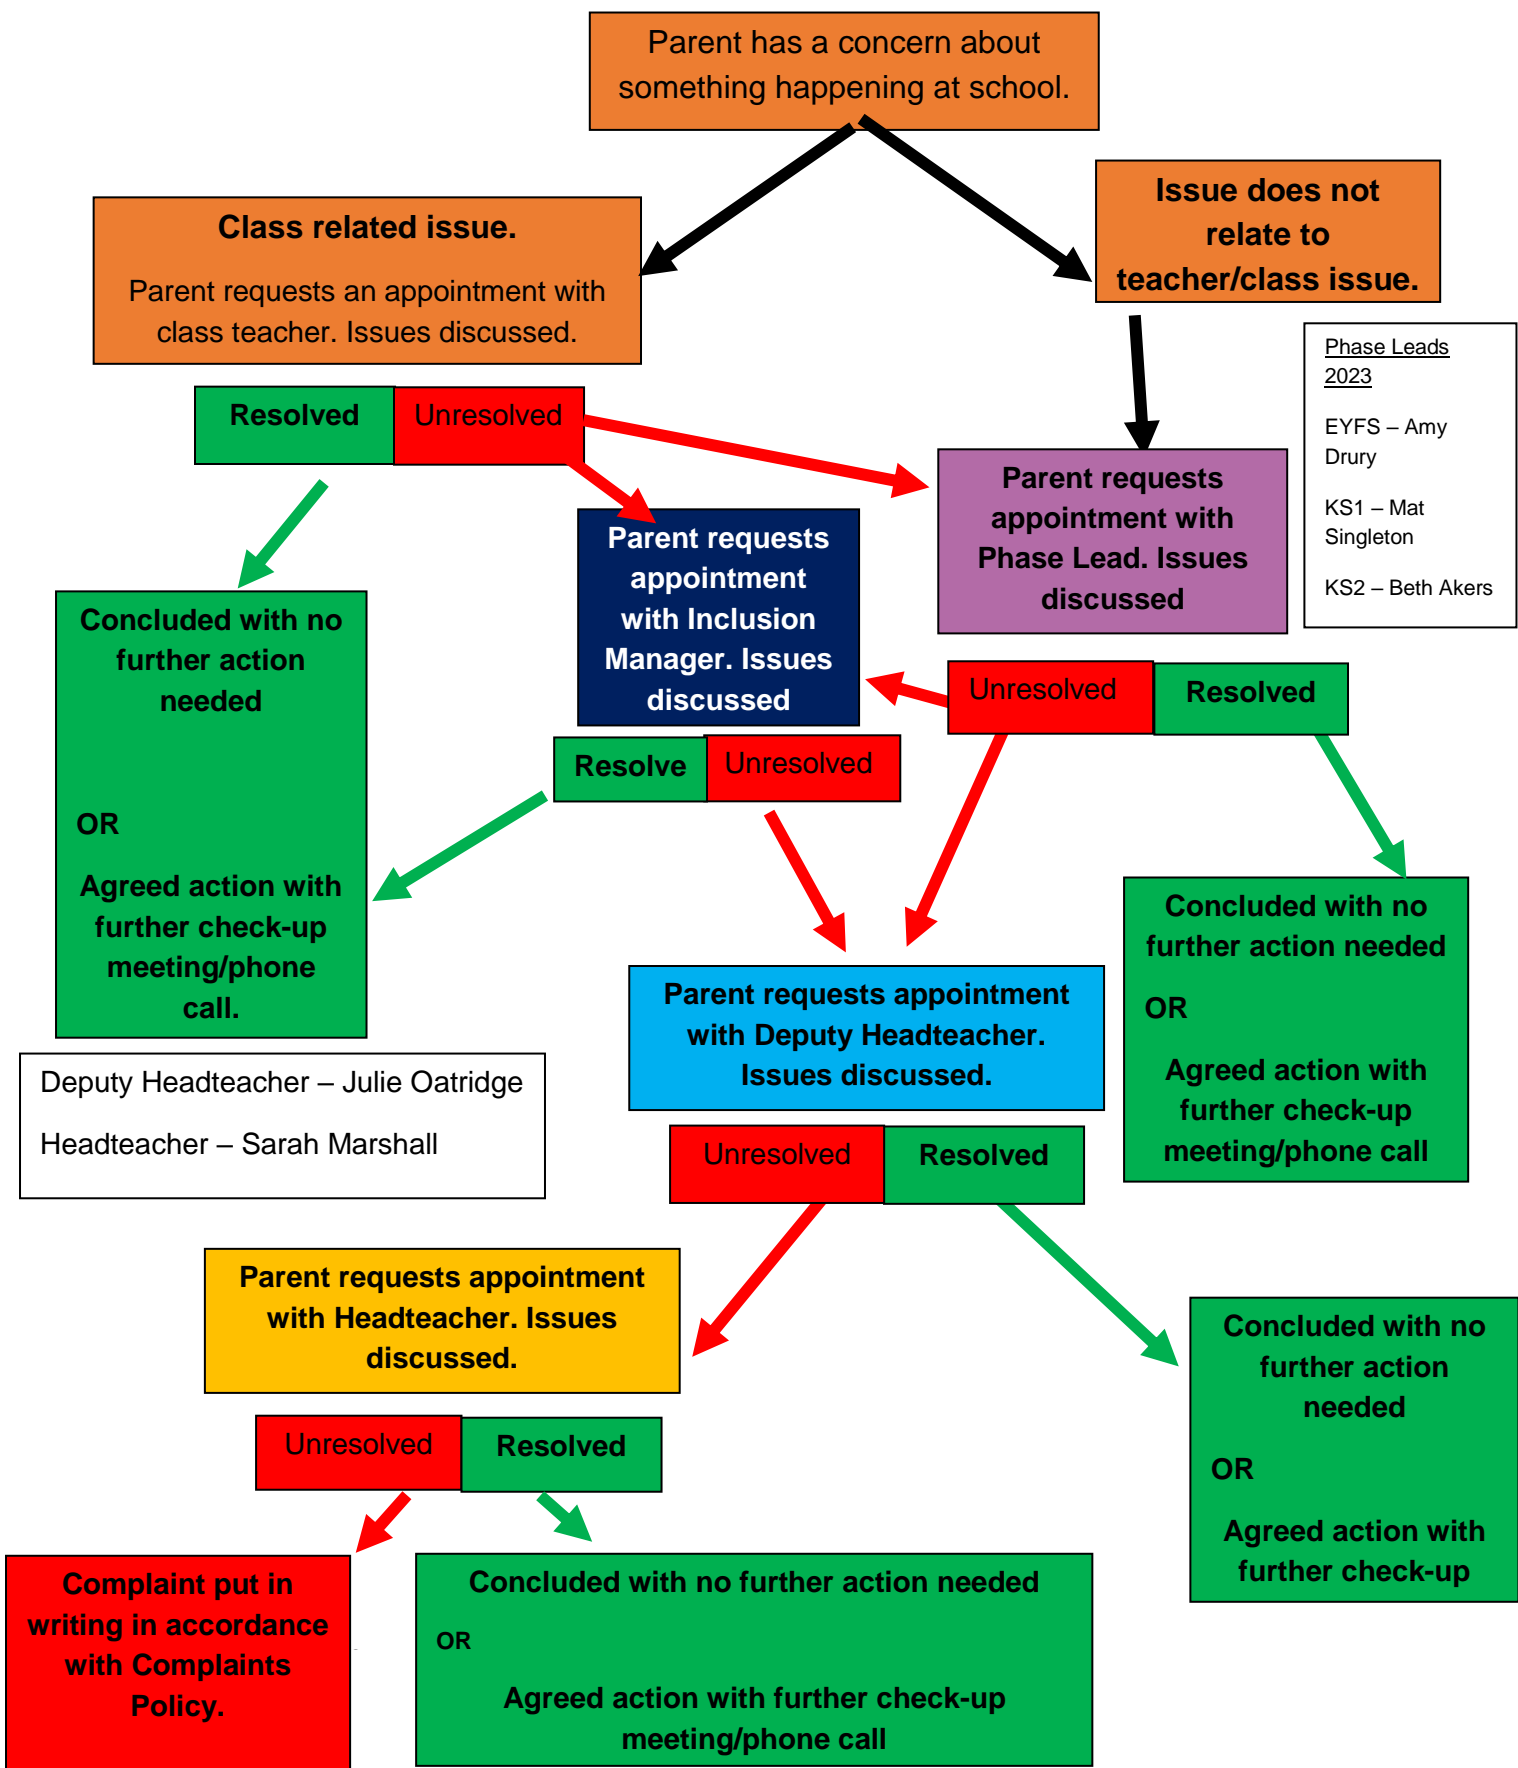 Parent has a concern about
something happening at school.
Class related issue.
Parent requests an appointment with
class teacher. Issues discussed.
Issue does not
relate to
teacher/class issue.
Phase Leads
2023
EYFS – Amy
Drury
KS1 – Mat
Singleton
KS2 – Beth Akers
Resolved
Unresolved
Parent requests
appointment with
Phase Lead. Issues
discussed
Parent requests
appointment
with Inclusion
Manager. Issues
discussed
Concluded with no
further action
needed
OR
Agreed action with
further check-up
meeting/phone
call.
Unresolved
Resolved
Resolve
Unresolved
Concluded with no
further action needed
OR
Agreed action with
further check-up
meeting/phone call
Parent requests appointment
with Deputy Headteacher.
Issues discussed.
Deputy Headteacher – Julie Oatridge
Headteacher – Sarah Marshall
Unresolved
Resolved
Parent requests appointment
with Headteacher. Issues
discussed.
Concluded with no
further action
needed
OR
Agreed action with
further check-up
Unresolved
Resolved
Complaint put in
writing in accordance
with Complaints
Policy.
Concluded with no further action needed
OR
Agreed action with further check-up
meeting/phone call